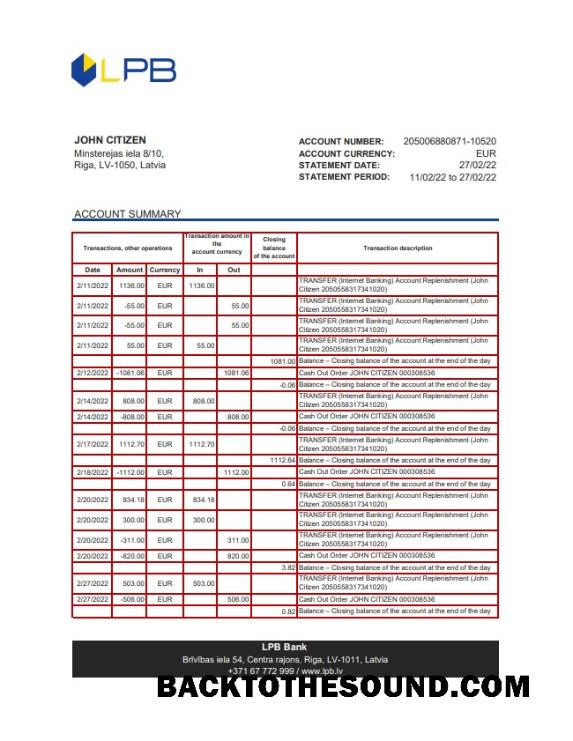 LPB
JOHN CITIZEN
Minsterejas iela 8/10,
Riga, LV-1050, Latvia
ACCOUNT NUMBER: 205006880871-10520
ACCOUNT CURRENCY: EUR
STATEMENT DATE: 27/02/22
STATEMENT PERIOD: 11/02/22 to 27/02/22
ACCOUNT SUMMARY
Transactions, other operations
Transaction amount in
the
account currency
Closing
balance
of the account
Transaction description
Date Amount Currency In Out
2/11/2022 1136.00 EUR 1136.00 TRANSFER (Internet Banking) Account Replenishment (John
Citizen 2050558317341020)
2/11/2022 -55.00 EUR 55.00 TRANSFER (Internet Banking) Account Replenishment (John
Citizen 2050558317341020)
2/11/2022 -55.00 EUR 55.00 TRANSFER (Internet Banking) Account Replenishment (John
Citizen 2050558317341020)
2/11/2022 55.00 EUR 55.00 TRANSFER (Internet Banking) Account Replenishment (John
Citizen 2050558317341020)
1081.00 Balance – Closing balance of the account at the end of the day
2/12/2022 -1081.06 EUR 1081.06 Cash Out Order JOHN CITIZEN 000308536
-0.06 Balance – Closing balance of the account at the end of the day
2/14/2022 808.00 EUR 808.00 TRANSFER (Internet Banking) Account Replenishment (John
Citizen 2050558317341020)
2/14/2022 -808.00 EUR 808.00 Cash Out Order JOHN CITIZEN 000308536
-0.06 Balance – Closing balance of the account at the end of the day
2/17/2022 1112.70 EUR 1112.70 TRANSFER (Internet Banking) Account Replenishment (John
Citizen 2050558317341020)
1112.64 Balance – Closing balance of the account at the end of the day
2/18/2022 -1112.00 EUR 1112.00 Cash Out Order JOHN CITIZEN 000308536
0.64 Balance – Closing balance of the account at the end of the day
2/20/2022 834.18 EUR 834.18 TRANSFER (Internet Banking) Account Replenishment (John
Citizen 2050558317341020)
2/20/2022 300.00 EUR 300.00 TRANSFER (Internet Banking) Account Replenishment (John
Citizen 2050558317341020)
2/20/2022 -311.00 EUR 311.00 TRANSFER (Internet Banking) Account Replenishment (John
Citizen 2050558317341020)
2/20/2022 -820.00 EUR 820.00 Cash Out Order JOHN CITIZEN 000308536
3.82 Balance – Closing balance of the account at the end of the day
2/27/2022 503.00 EUR 503.00 TRANSFER (Internet Banking) Account Replenishment (John
Citizen 2050558317341020)
2/27/2022 -506.00 EUR 506.00 Cash Out Order JOHN CITIZEN 000308536
0.82 Balance – Closing balance of the account at the end of the day
LPB Bank
Brīvības iela 54, Centra rajons, Riga, LV-1011, Latvia
+371 67 772 999 / www.lpb.lv
BACKTOTHESOUND.COM